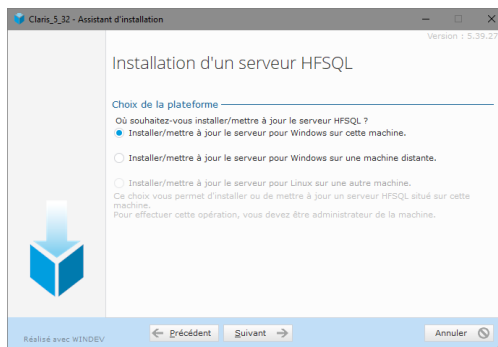 Claris_5_32 - Assistant d'installation
Version : 5.39.27
Installation d'un serveur HFSQL
Choix de la plateforme
Où souhaitez-vous installer/mettre à jour le serveur HFSQL ?
Installer/mettre à jour le serveur pour Windows sur cette machine.
Installer/mettre à jour le serveur pour Windows sur une machine distante.
Installer/mettre à jour le serveur pour Linux sur une autre machine.
Ce choix vous permet d'installer ou de mettre à jour un serveur HFSQL situé sur cette
machine.
Pour effectuer cette opération, vous devez être administrateur de la machine.
Réalisé avec WINDEV
Précédent
Suivant
Annuler